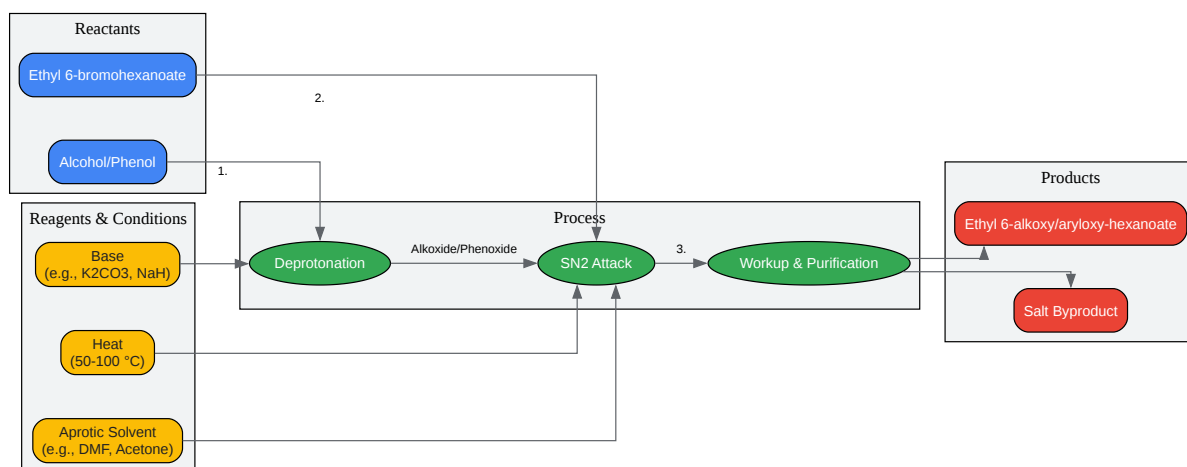 Reactants
Ethyl 6-bromohexanoate
2.
Alcohol/Phenol
1.
Reagents & Conditions
Base
(e.g., K2CO3, NaH)
Heat
(50-100 °C)
Aprotic Solvent
(e.g., DMF, Acetone)
Process
Deprotonation
Alkoxide/Phenoxide
SN2 Attack
3.
Workup & Purification
Products
Ethyl 6-alkoxy/aryloxy-hexanoate
Salt Byproduct